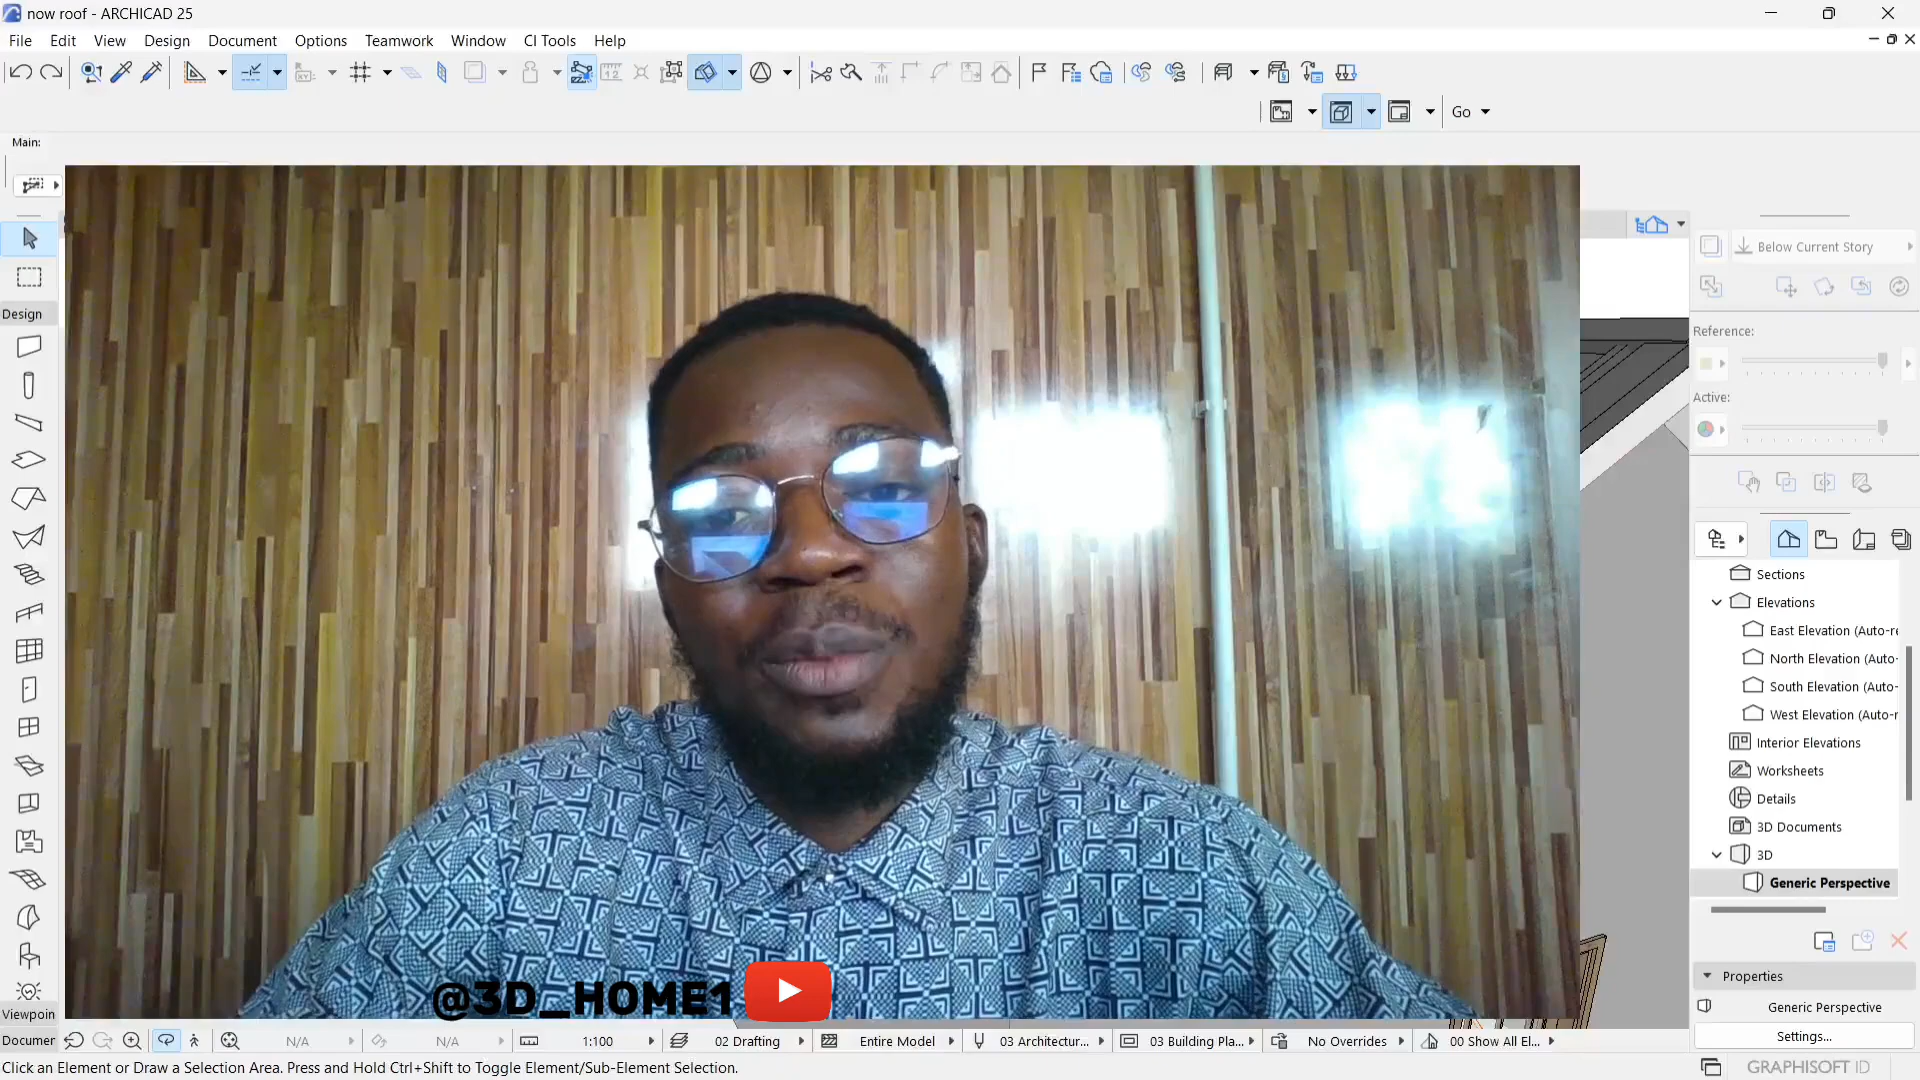 now roof - ARCHICAD 25
File Edit View Design Document Options Teamwork Window CI Tools Help
Go
Main:
Below Current Story
Design
Reference:
Active:
Sections
Elevations
East Elevation (Auto-re
North Elevation (Auto-
South Elevation (Auto-
West Elevation (Auto-r
Interior Elevations
Worksheets
Details
3D Documents
3D
Generic Perspective
@3D_HOME1
Properties
Generic Perspective
Viewpoin
Settings...
Documer
N/A N/A 1:100 02 Drafting Entire Model 03 Architectur... 03 Building Pla... No Overrides 00 Show All El...
Click an Element or Draw a Selection Area. Press and Hold Ctrl+Shift to Toggle Element/Sub-Element Selection.
GRAPHISOFT ID